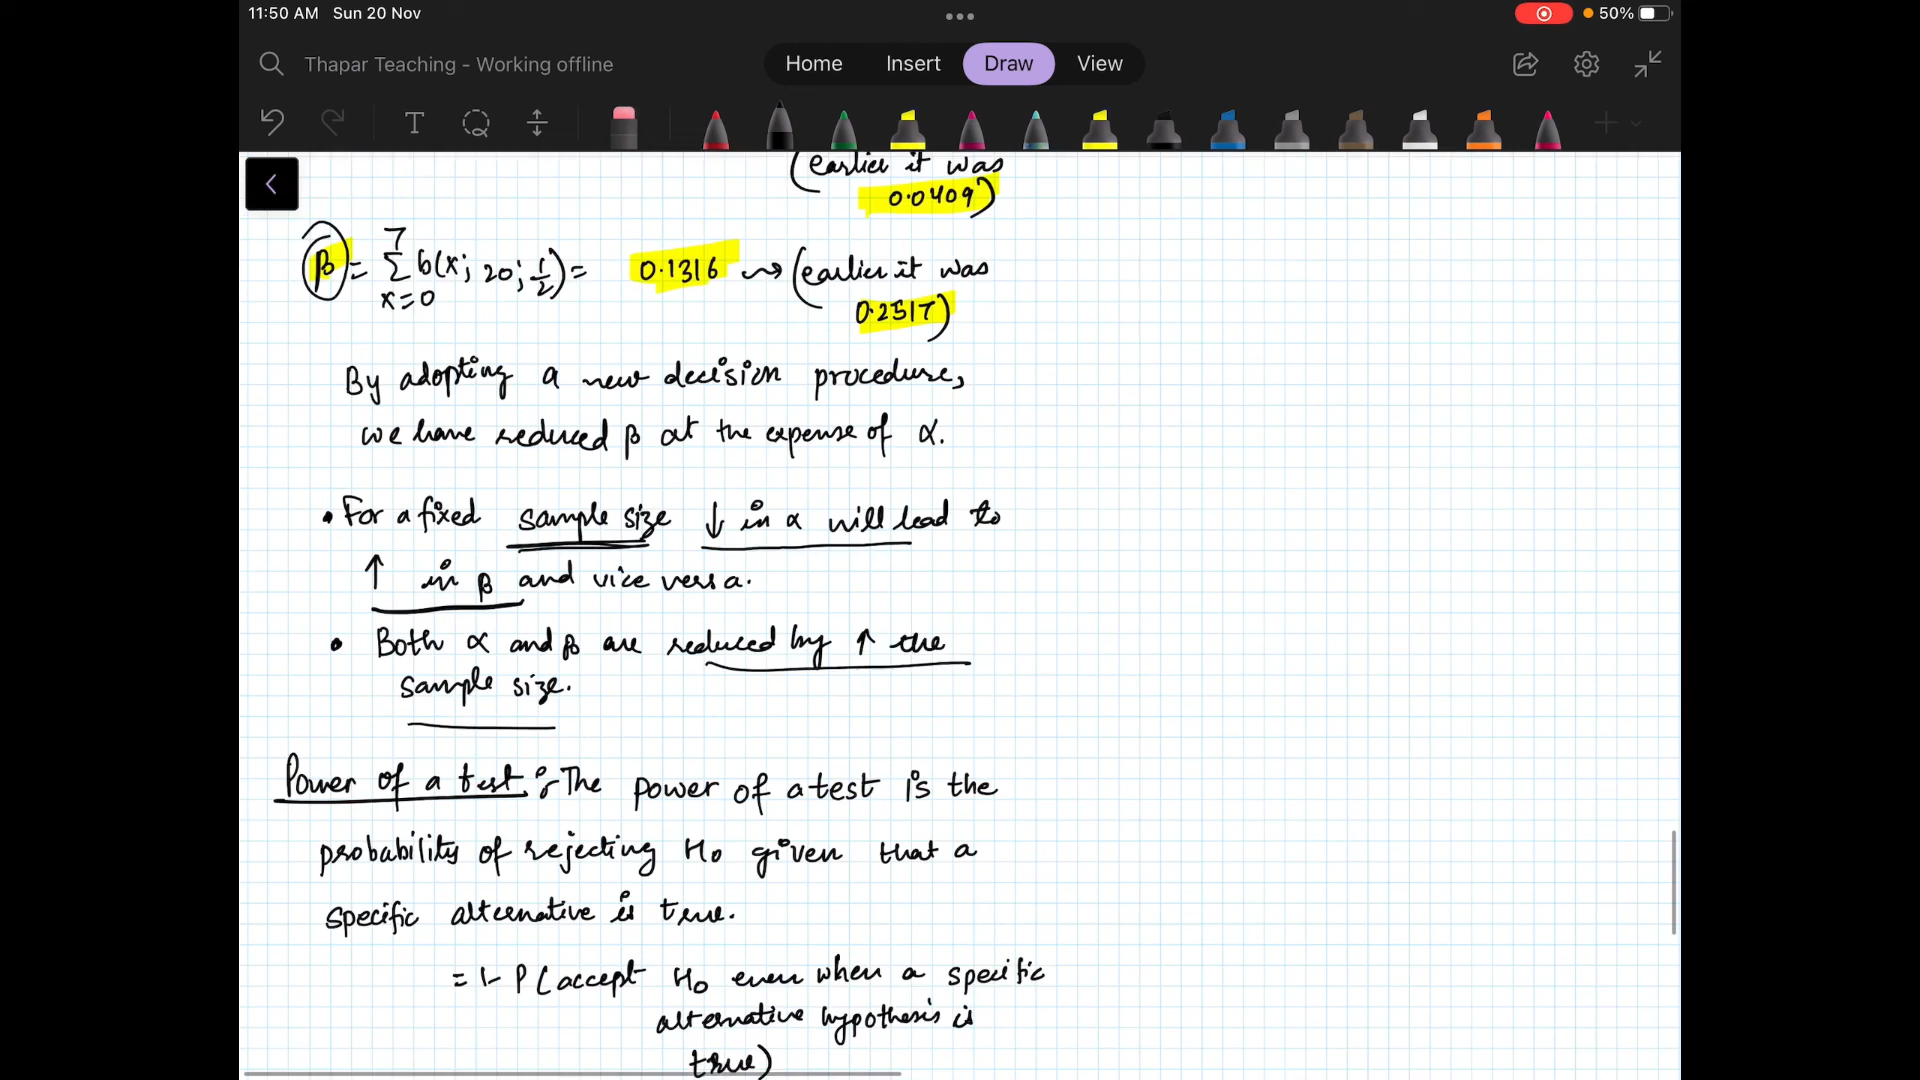 11:50 AM Sun 20 Nov
50%
Thapar Teaching - Working offline
Home Insert Draw View
(earlier it was
0.0409)
β = 7 Σ x=0 b(x; 20; 1/2) = 0.1316 ⇝ (earlier it was
0.2517)
By adopting a new decision procedure,
we have reduced β at the expense of α.
• For a fixed sample size ↓ in α will lead to
↑ in β and vice versa.
• Both α and β are reduced by ↑ the
sample size.
Power of a test :- The power of a test is the
probability of rejecting H0 given that a
specific alternative is true.
= 1- P(accept H0 even when a specific
alternative hypothesis is
true)